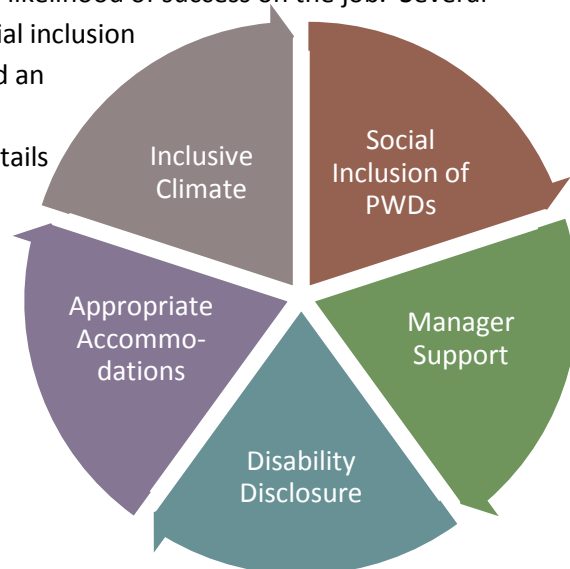 likelihood of success on the job.  Several
ial inclusion
d an
tails
Social
Inclusion of
PWDs
Manager
Support
Disability
Disclosure
Appropriate
Accommo-
dations
Inclusive
Climate